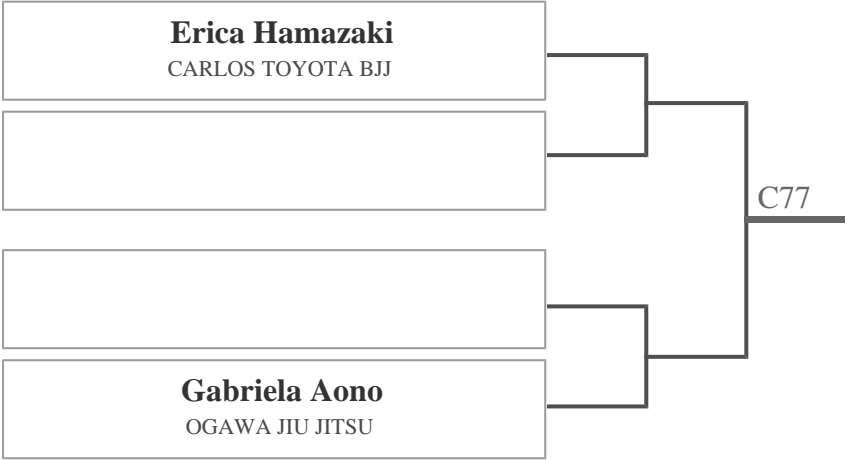 Erica Hamazaki
CARLOS TOYOTA BJJ
C77
Gabriela Aono
OGAWA JIU JITSU